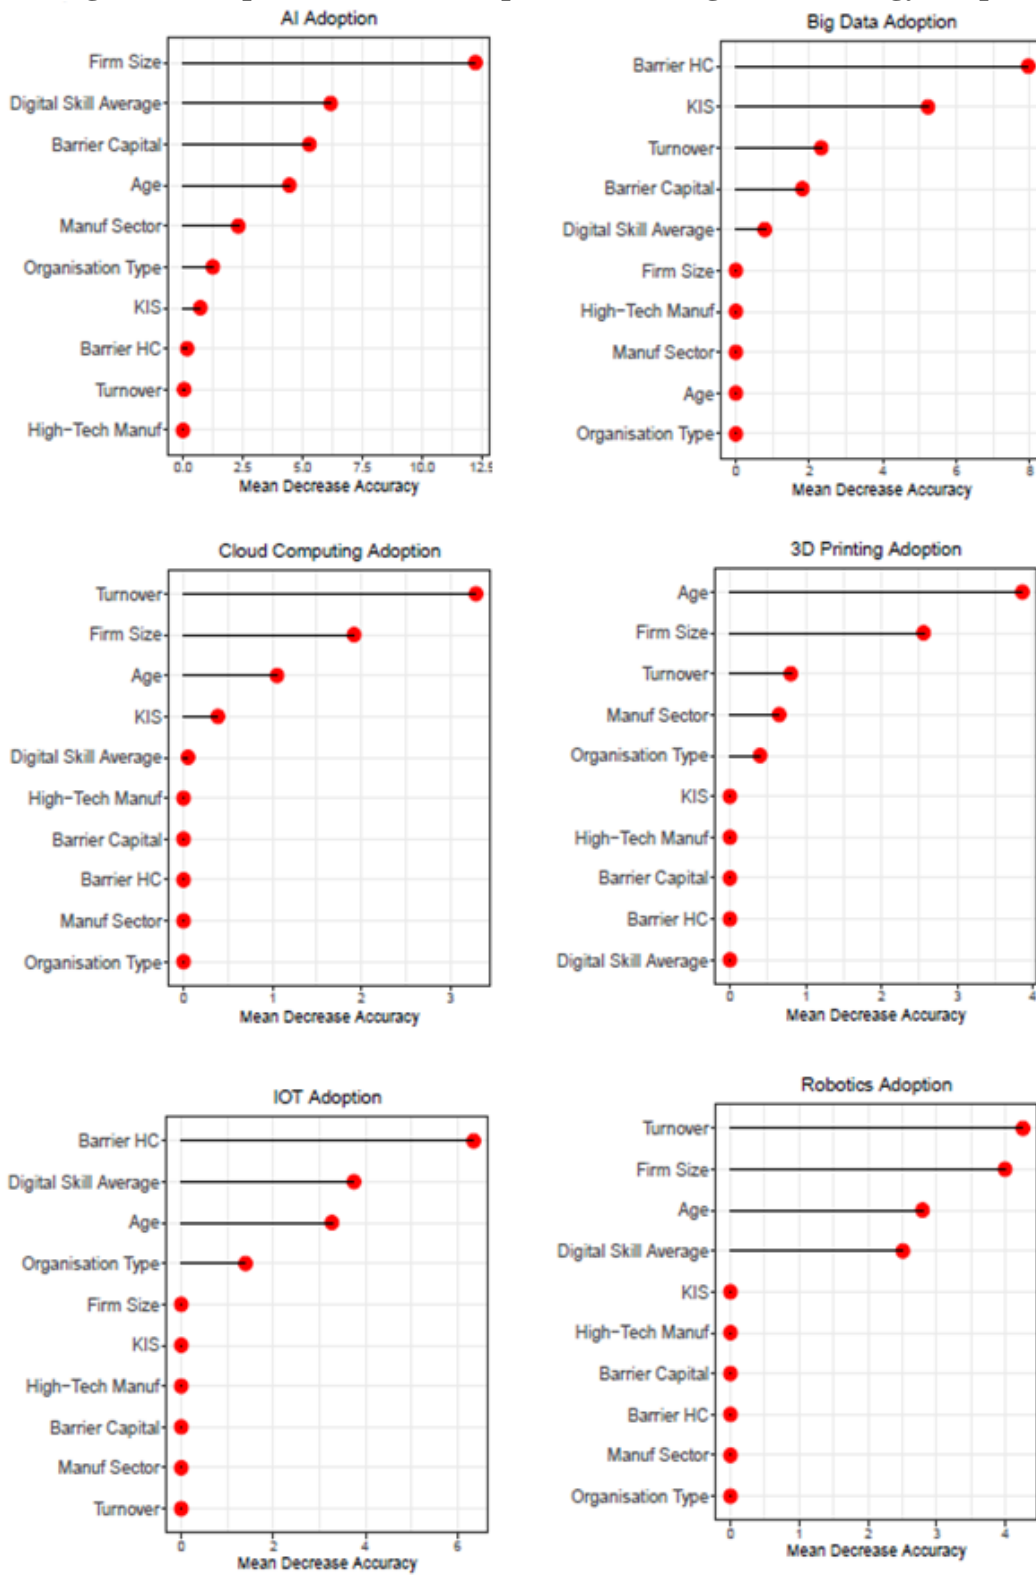 AI Adoption
Firm Size
Digital Skill Average
Barrier Capital
Age
Manuf Sector
Organisation Type
KIS
Barrier HC
Turnover
High-Tech Manuf
0.0 2.5 5.0 7.5 10.0 12.5
Mean Decrease Accuracy
Big Data Adoption
Barrier HC
KIS
Turnover
Barrier Capital
Digital Skill Average
Firm Size
High-Tech Manuf
Manuf Sector
Age
Organisation Type
0 2 4 6 8
Mean Decrease Accuracy
Cloud Computing Adoption
Turnover
Firm Size
Age
KIS
Digital Skill Average
High-Tech Manuf
Barrier Capital
Barrier HC
Manuf Sector
Organisation Type
0 1 2 3
Mean Decrease Accuracy
3D Printing Adoption
Age
Firm Size
Turnover
Manuf Sector
Organisation Type
KIS
High-Tech Manuf
Barrier Capital
Barrier HC
Digital Skill Average
0 1 2 3 4
Mean Decrease Accuracy
IOT Adoption
Barrier HC
Digital Skill Average
Age
Organisation Type
Firm Size
KIS
High-Tech Manuf
Barrier Capital
Manuf Sector
Turnover
0 2 4 6
Mean Decrease Accuracy
Robotics Adoption
Turnover
Firm Size
Age
Digital Skill Average
KIS
High-Tech Manuf
Barrier Capital
Barrier HC
Manuf Sector
Organisation Type
0 1 2 3 4
Mean Decrease Accuracy